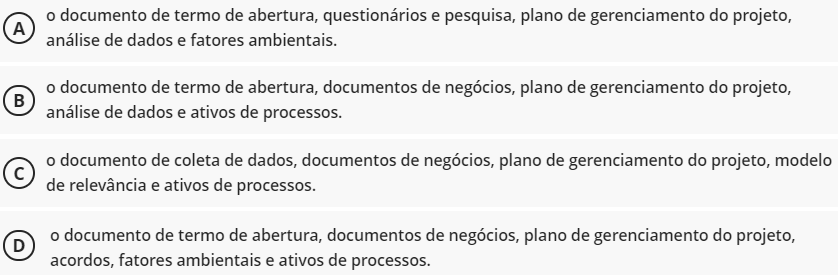 A o documento de termo de abertura, questionários e pesquisa, plano de gerenciamento do projeto,
análise de dados e fatores ambientais.
B o documento de termo de abertura, documentos de negócios, plano de gerenciamento do projeto,
análise de dados e ativos de processos.
C o documento de coleta de dados, documentos de negócios, plano de gerenciamento do projeto, modelo
de relevância e ativos de processos.
D o documento de termo de abertura, documentos de negócios, plano de gerenciamento do projeto,
acordos, fatores ambientais e ativos de processos.